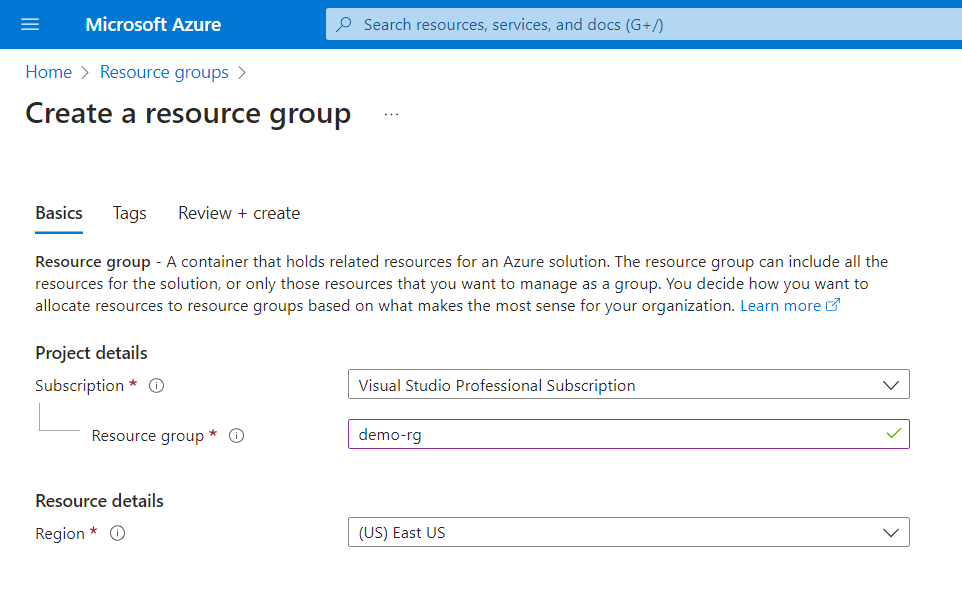 Microsoft Azure
Search resources, services, and docs (G+/)
Home > Resource groups >
Create a resource group ...
Basics Tags Review + create
Resource group - A container that holds related resources for an Azure solution. The resource group can include all the
resources for the solution, or only those resources that you want to manage as a group. You decide how you want to
allocate resources to resource groups based on what makes the most sense for your organization. Learn more
Project details
Subscription * Visual Studio Professional Subscription
Resource group * demo-rg
Resource details
Region * (US) East US